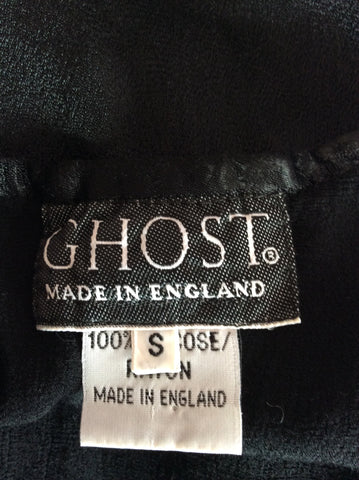 GHOST®
MADE IN ENGLAND
S
100% OSE/
MADE IN ENGLAND